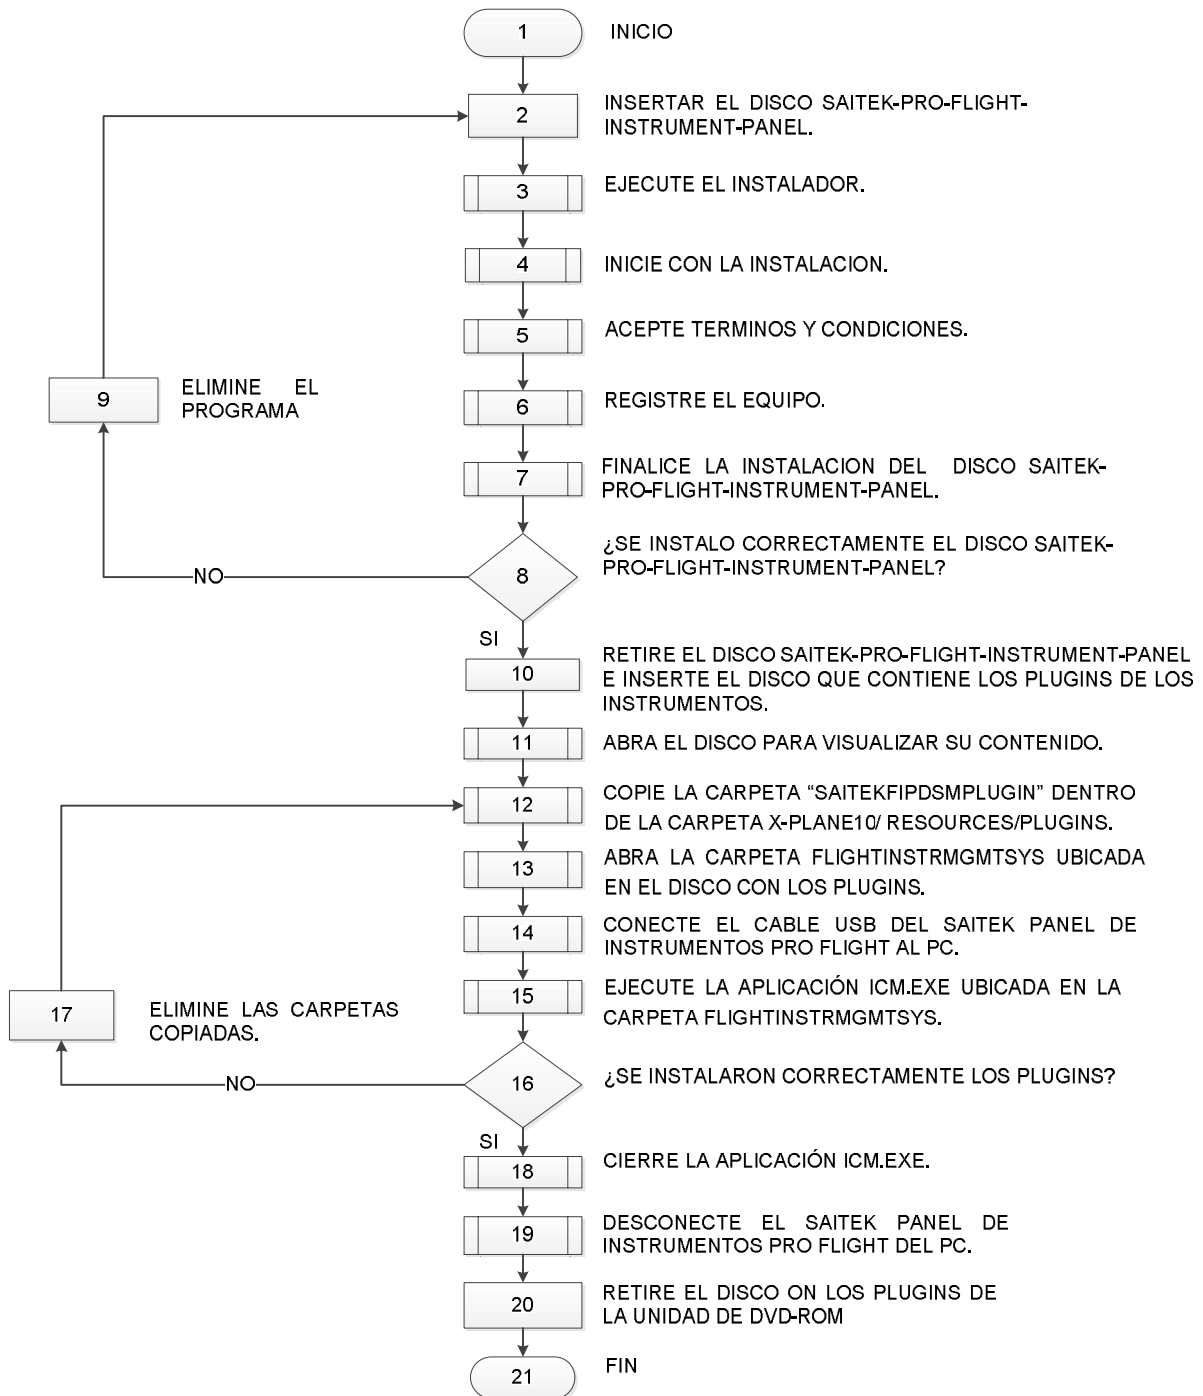 1 INICIO
2 INSERTAR EL DISCO SAITEK-PRO-FLIGHT-
INSTRUMENT-PANEL.
3 EJECUTE EL INSTALADOR.
4 INICIE CON LA INSTALACION.
5 ACEPTE TERMINOS Y CONDICIONES.
9 ELIMINE EL
PROGRAMA
6 REGISTRE EL EQUIPO.
7 FINALICE LA INSTALACION DEL DISCO SAITEK-
PRO-FLIGHT-INSTRUMENT-PANEL.
8 ¿SE INSTALO CORRECTAMENTE EL DISCO SAITEK-
PRO-FLIGHT-INSTRUMENT-PANEL?
NO
SI
10 RETIRE EL DISCO SAITEK-PRO-FLIGHT-INSTRUMENT-PANEL
E INSERTE EL DISCO QUE CONTIENE LOS PLUGINS DE LOS
INSTRUMENTOS.
11 ABRA EL DISCO PARA VISUALIZAR SU CONTENIDO.
12 COPIE LA CARPETA “SAITEKFIPDSMPLUGIN” DENTRO
DE LA CARPETA X-PLANE10/ RESOURCES/PLUGINS.
13 ABRA LA CARPETA FLIGHTINSTRMGMTSYS UBICADA
EN EL DISCO CON LOS PLUGINS.
14 CONECTE EL CABLE USB DEL SAITEK PANEL DE
INSTRUMENTOS PRO FLIGHT AL PC.
15 EJECUTE LA APLICACIÓN ICM.EXE UBICADA EN LA
CARPETA FLIGHTINSTRMGMTSYS.
17 ELIMINE LAS CARPETAS
COPIADAS.
16 ¿SE INSTALARON CORRECTAMENTE LOS PLUGINS?
NO
SI
18 CIERRE LA APLICACIÓN ICM.EXE.
19 DESCONECTE EL SAITEK PANEL DE
INSTRUMENTOS PRO FLIGHT DEL PC.
20 RETIRE EL DISCO ON LOS PLUGINS DE
LA UNIDAD DE DVD-ROM
21 FIN